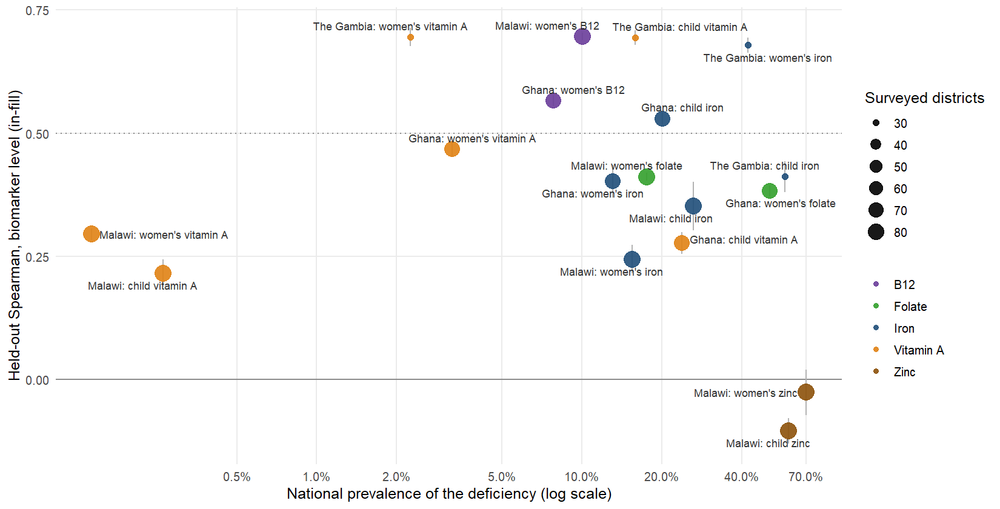 0.75
The Gambia: women's vitamin A
Malawi: women's B12
The Gambia: child vitamin A
The Gambia: women's iron
Ghana: women's B12
Ghana: child iron
0.50
Ghana: women's vitamin A
Malawi: women's folate
The Gambia: child iron
Ghana: women's iron
Ghana: women's folate
Malawi: child iron
Malawi: women's vitamin A
Ghana: child vitamin A
0.25
Malawi: women's iron
Malawi: child vitamin A
0.00
Malawi: women's zinc
Malawi: child zinc
0.5%
1.0%
2.0%
5.0%
10.0%
20.0%
40.0%
70.0%
National prevalence of the deficiency (log scale)
Held-out Spearman, biomarker level (in-fill)
Surveyed districts
30
40
50
60
70
80
B12
Folate
Iron
Vitamin A
Zinc